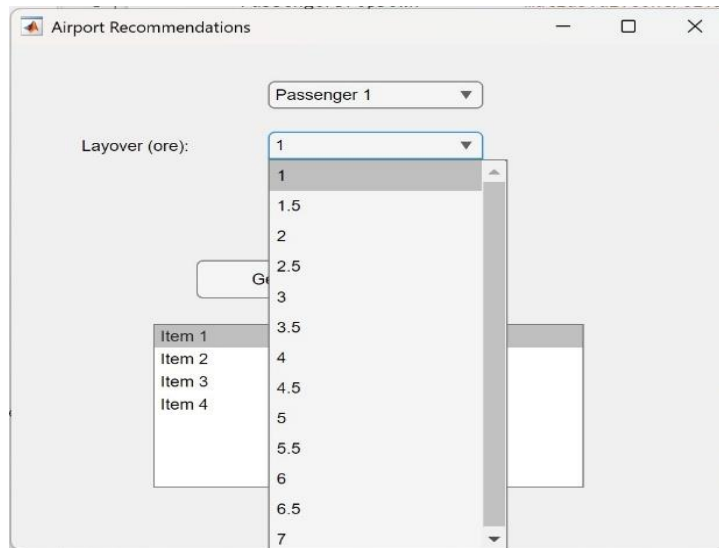 Airport Recommendations
Passenger 1
Layover (ore): 1
1
1.5
2
2.5
3
3.5
4
4.5
5
5.5
6
6.5
7
Item 1
Item 2
Item 3
Item 4